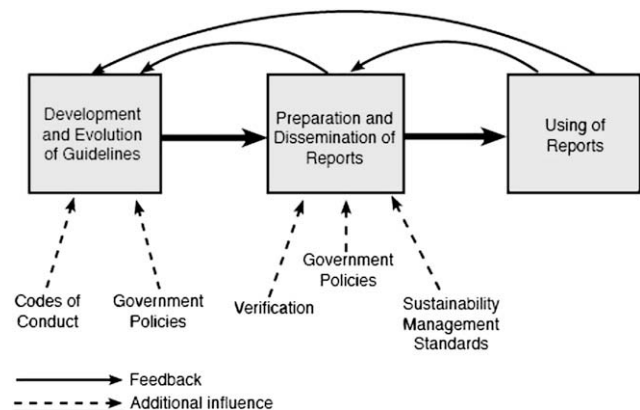 Development
and Evolution
of Guidelines
Preparation and
Dissemination of
Reports
Using of
Reports
Codes of
Conduct
Government
Policies
Verification
Government
Policies
Sustainability
Management
Standards
Feedback
Additional influence